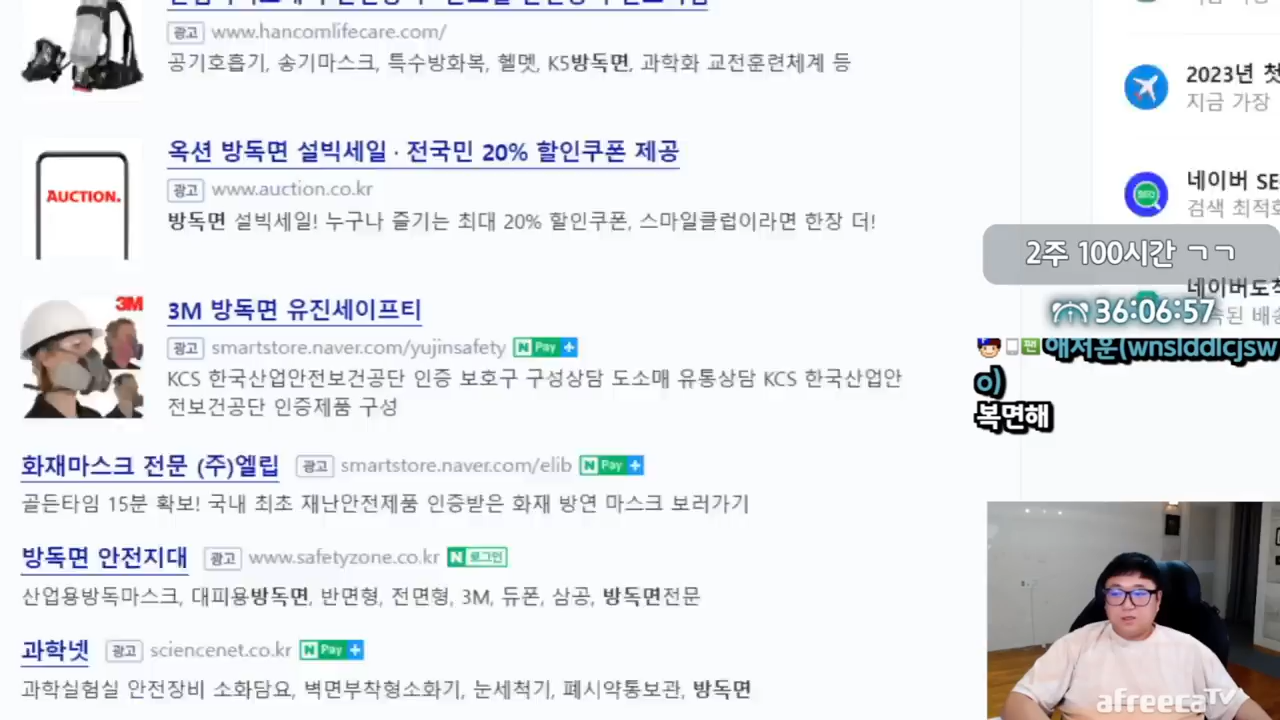 광고 www.hancomlifecare.com/
공기호흡기, 송기마스크, 특수방화복, 헬멧, K5방독면, 과학화 교전훈련체계 등
AUCTION.
옥션 방독면 설빅세일 · 전국민 20% 할인쿠폰 제공
광고 www.auction.co.kr
방독면 설빅세일! 누구나 즐기는 최대 20% 할인쿠폰, 스마일클럽이라면 한장 더!
3M
3M 방독면 유진세이프티
광고 smartstore.naver.com/yujinsafety N Pay +
KCS 한국산업안전보건공단 인증 보호구 구성상담 도소매 유통상담 KCS 한국산업안
전보건공단 인증제품 구성
화재마스크 전문 (주)엘립 광고 smartstore.naver.com/elib N Pay +
골든타임 15분 확보! 국내 최초 재난안전제품 인증받은 화재 방연 마스크 보러가기
방독면 안전지대 광고 www.safetyzone.co.kr N 로그인
산업용방독마스크, 대피용방독면, 반면형, 전면형, 3M, 듀폰, 삼공, 방독면전문
과학넷 광고 sciencenet.co.kr N Pay +
과학실험실 안전장비 소화담요, 벽면부착형소화기, 눈세척기, 폐시약통보관, 방독면
2023년 첫
지금 가장
네이버 SE
검색 최적화
2주 100시간 ㄱㄱ
네이버도착
36:06:57
된 배송
팬 애저훈(wnslddlcjsw
이)
복면해
afreecaTV